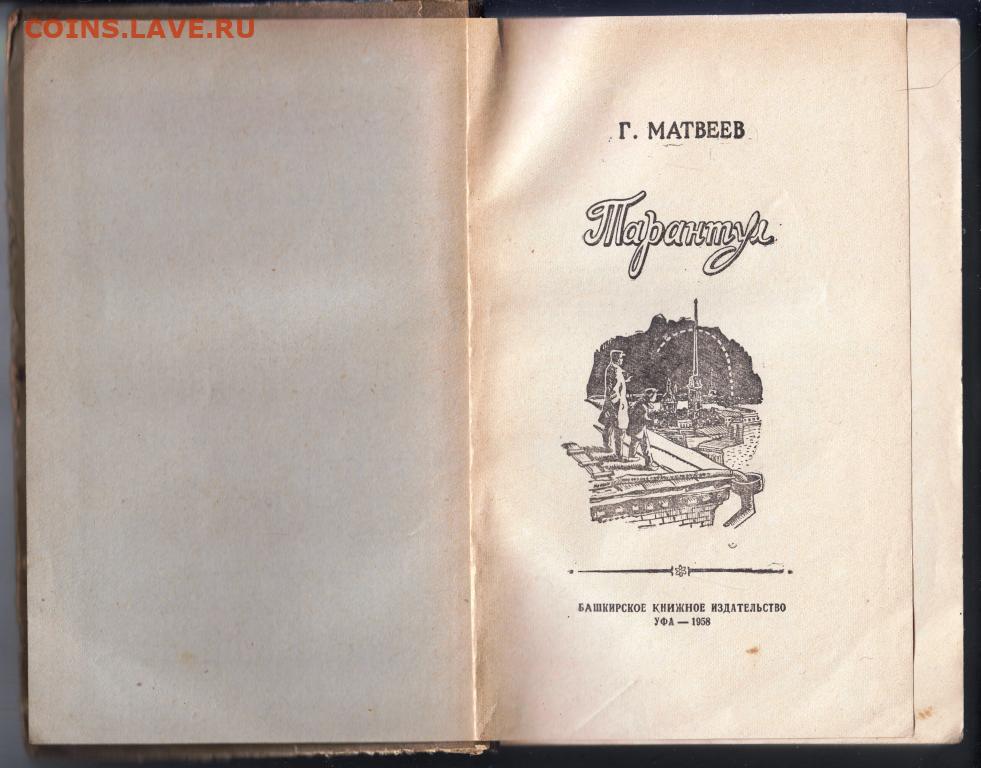 COINS.LAVE.RU
Г. МАТВЕЕВ
Тарантул
БАШКИРСКОЕ КНИЖНОЕ ИЗДАТЕЛЬСТВО
УФА — 1958